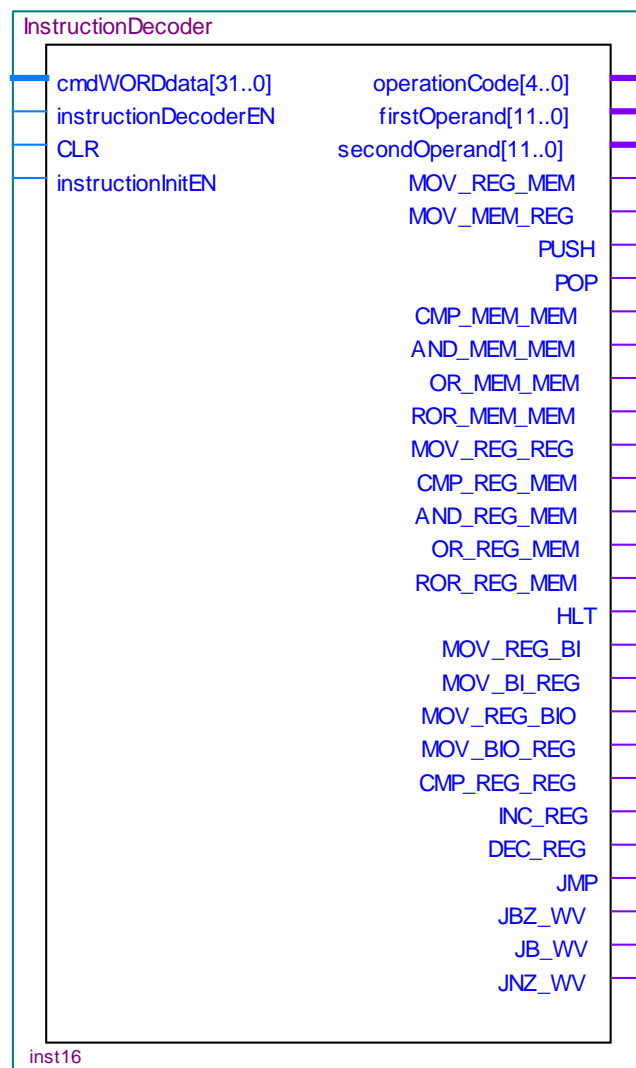 InstructionDecoder
cmdWORDdata[31..0] operationCode[4..0]
instructionDecoderEN firstOperand[11..0]
CLR secondOperand[11..0]
instructionInitEN MOV_REG_MEM
MOV_MEM_REG
PUSH
POP
CMP_MEM_MEM
AND_MEM_MEM
OR_MEM_MEM
ROR_MEM_MEM
MOV_REG_REG
CMP_REG_MEM
AND_REG_MEM
OR_REG_MEM
ROR_REG_MEM
HLT
MOV_REG_BI
MOV_BI_REG
MOV_REG_BIO
MOV_BIO_REG
CMP_REG_REG
INC_REG
DEC_REG
JMP
JBZ_WV
JB_WV
JNZ_WV
inst16